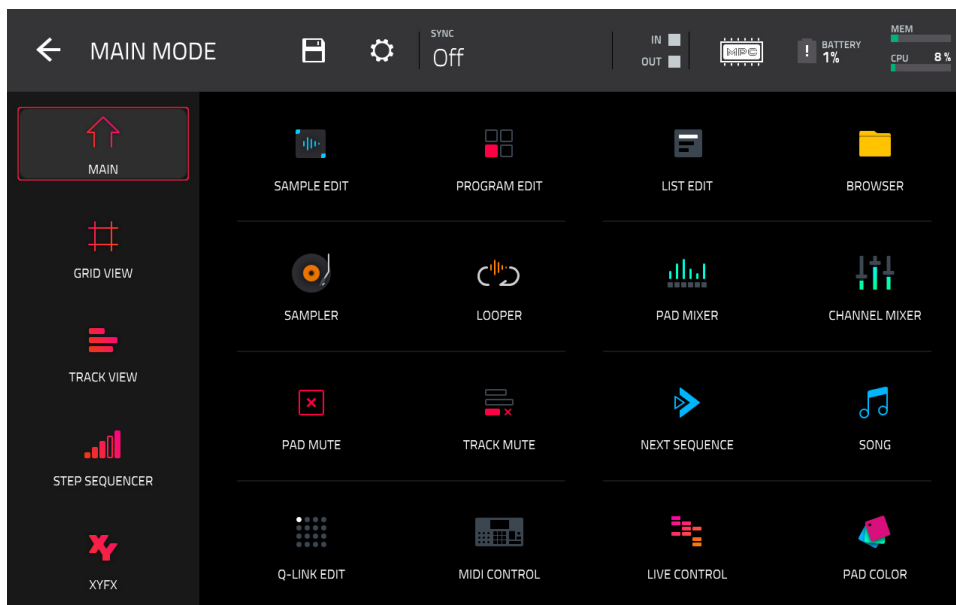 MAIN MODE
SYNC
Off
IN
OUT
MPC
!
BATTERY
1%
MEM
CPU 8 %
MAIN
SAMPLE EDIT
PROGRAM EDIT
LIST EDIT
BROWSER
GRID VIEW
SAMPLER
LOOPER
PAD MIXER
CHANNEL MIXER
TRACK VIEW
PAD MUTE
TRACK MUTE
NEXT SEQUENCE
SONG
STEP SEQUENCER
XY
XYFX
Q-LINK EDIT
MIDI CONTROL
LIVE CONTROL
PAD COLOR